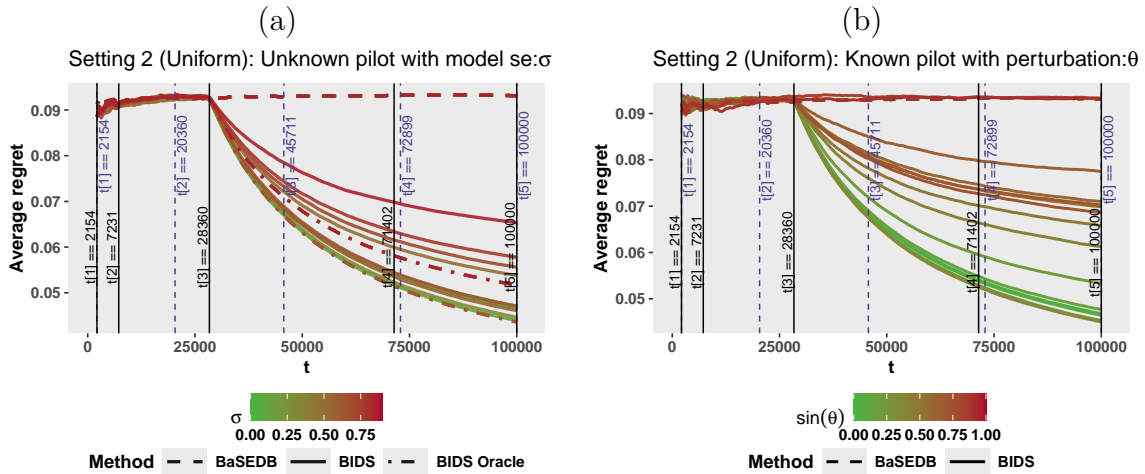 (a)
Setting 2 (Uniform): Unknown pilot with model se:σ
Average regret
0.09
0.08
0.07
0.06
0.05
t[1] == 2154
t[2] == 20360
t[3] == 45711
t[4] == 72899
t[5] == 100000
t[1] == 2154
t[2] == 7231
t[3] == 28360
t[4] == 71402
t[5] == 100000
0 25000 50000 75000 100000
t
σ
0.00 0.25 0.50 0.75
Method BaSEDB BIDS BIDS Oracle
(b)
Setting 2 (Uniform): Known pilot with perturbation:θ
Average regret
0.09
0.08
0.07
0.06
0.05
t[1] == 2154
t[2] == 20360
t[3] == 45711
t[4] == 72899
t[5] == 100000
t[1] == 2154
t[2] == 7231
t[3] == 28360
t[4] == 71402
t[5] == 100000
0 25000 50000 75000 100000
t
sin(θ)
0.00 0.25 0.50 0.75 1.00
Method BaSEDB BIDS